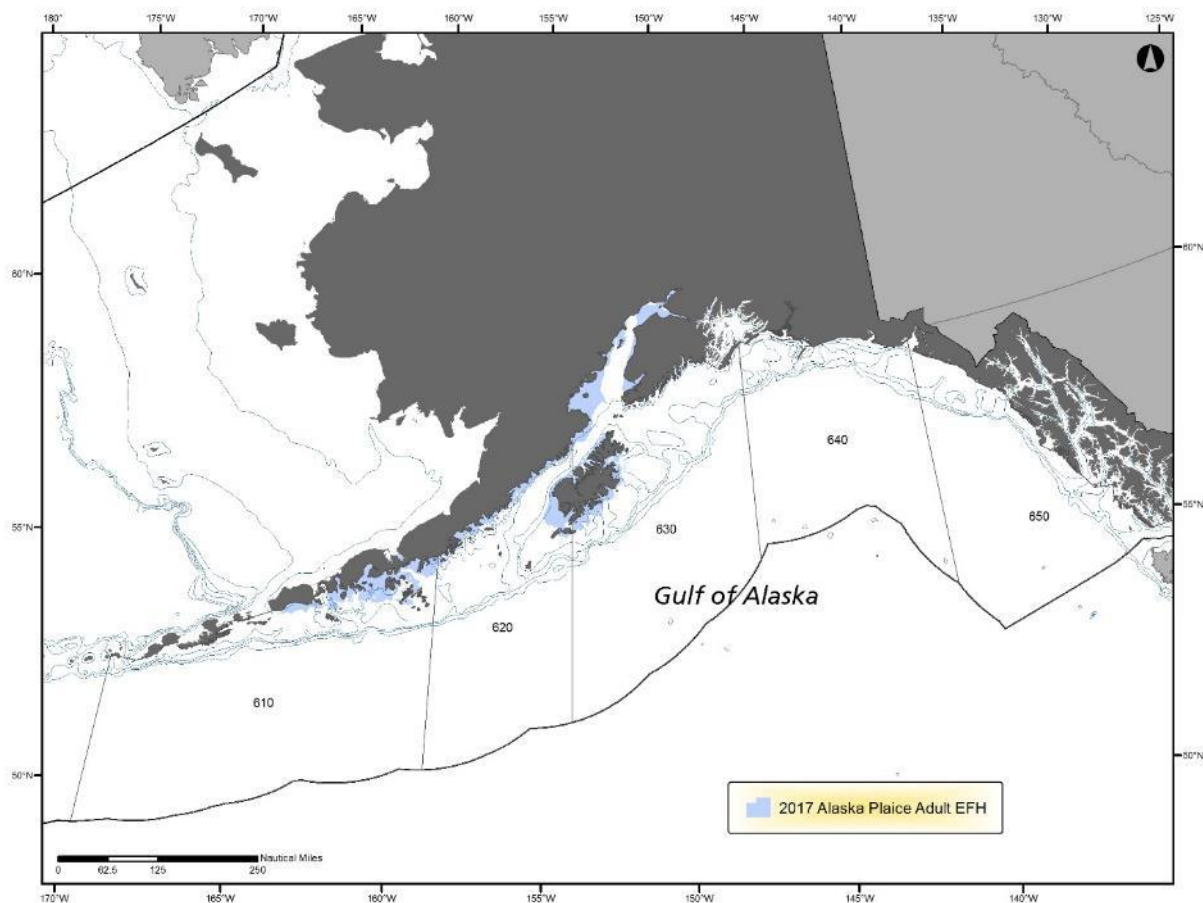 180° 175°W 170°W 165°W 160°W 155°W 150°W 145°W 140°W 135°W 130°W 125°W
60°N 60°N
640
55°N 55°N
650
630
Gulf of Alaska
620
610
50°N 50°N
2017 Alaska Plaice Adult EFH
Nautical Miles
0 62.5 125 250
170°W 165°W 160°W 155°W 150°W 145°W 140°W